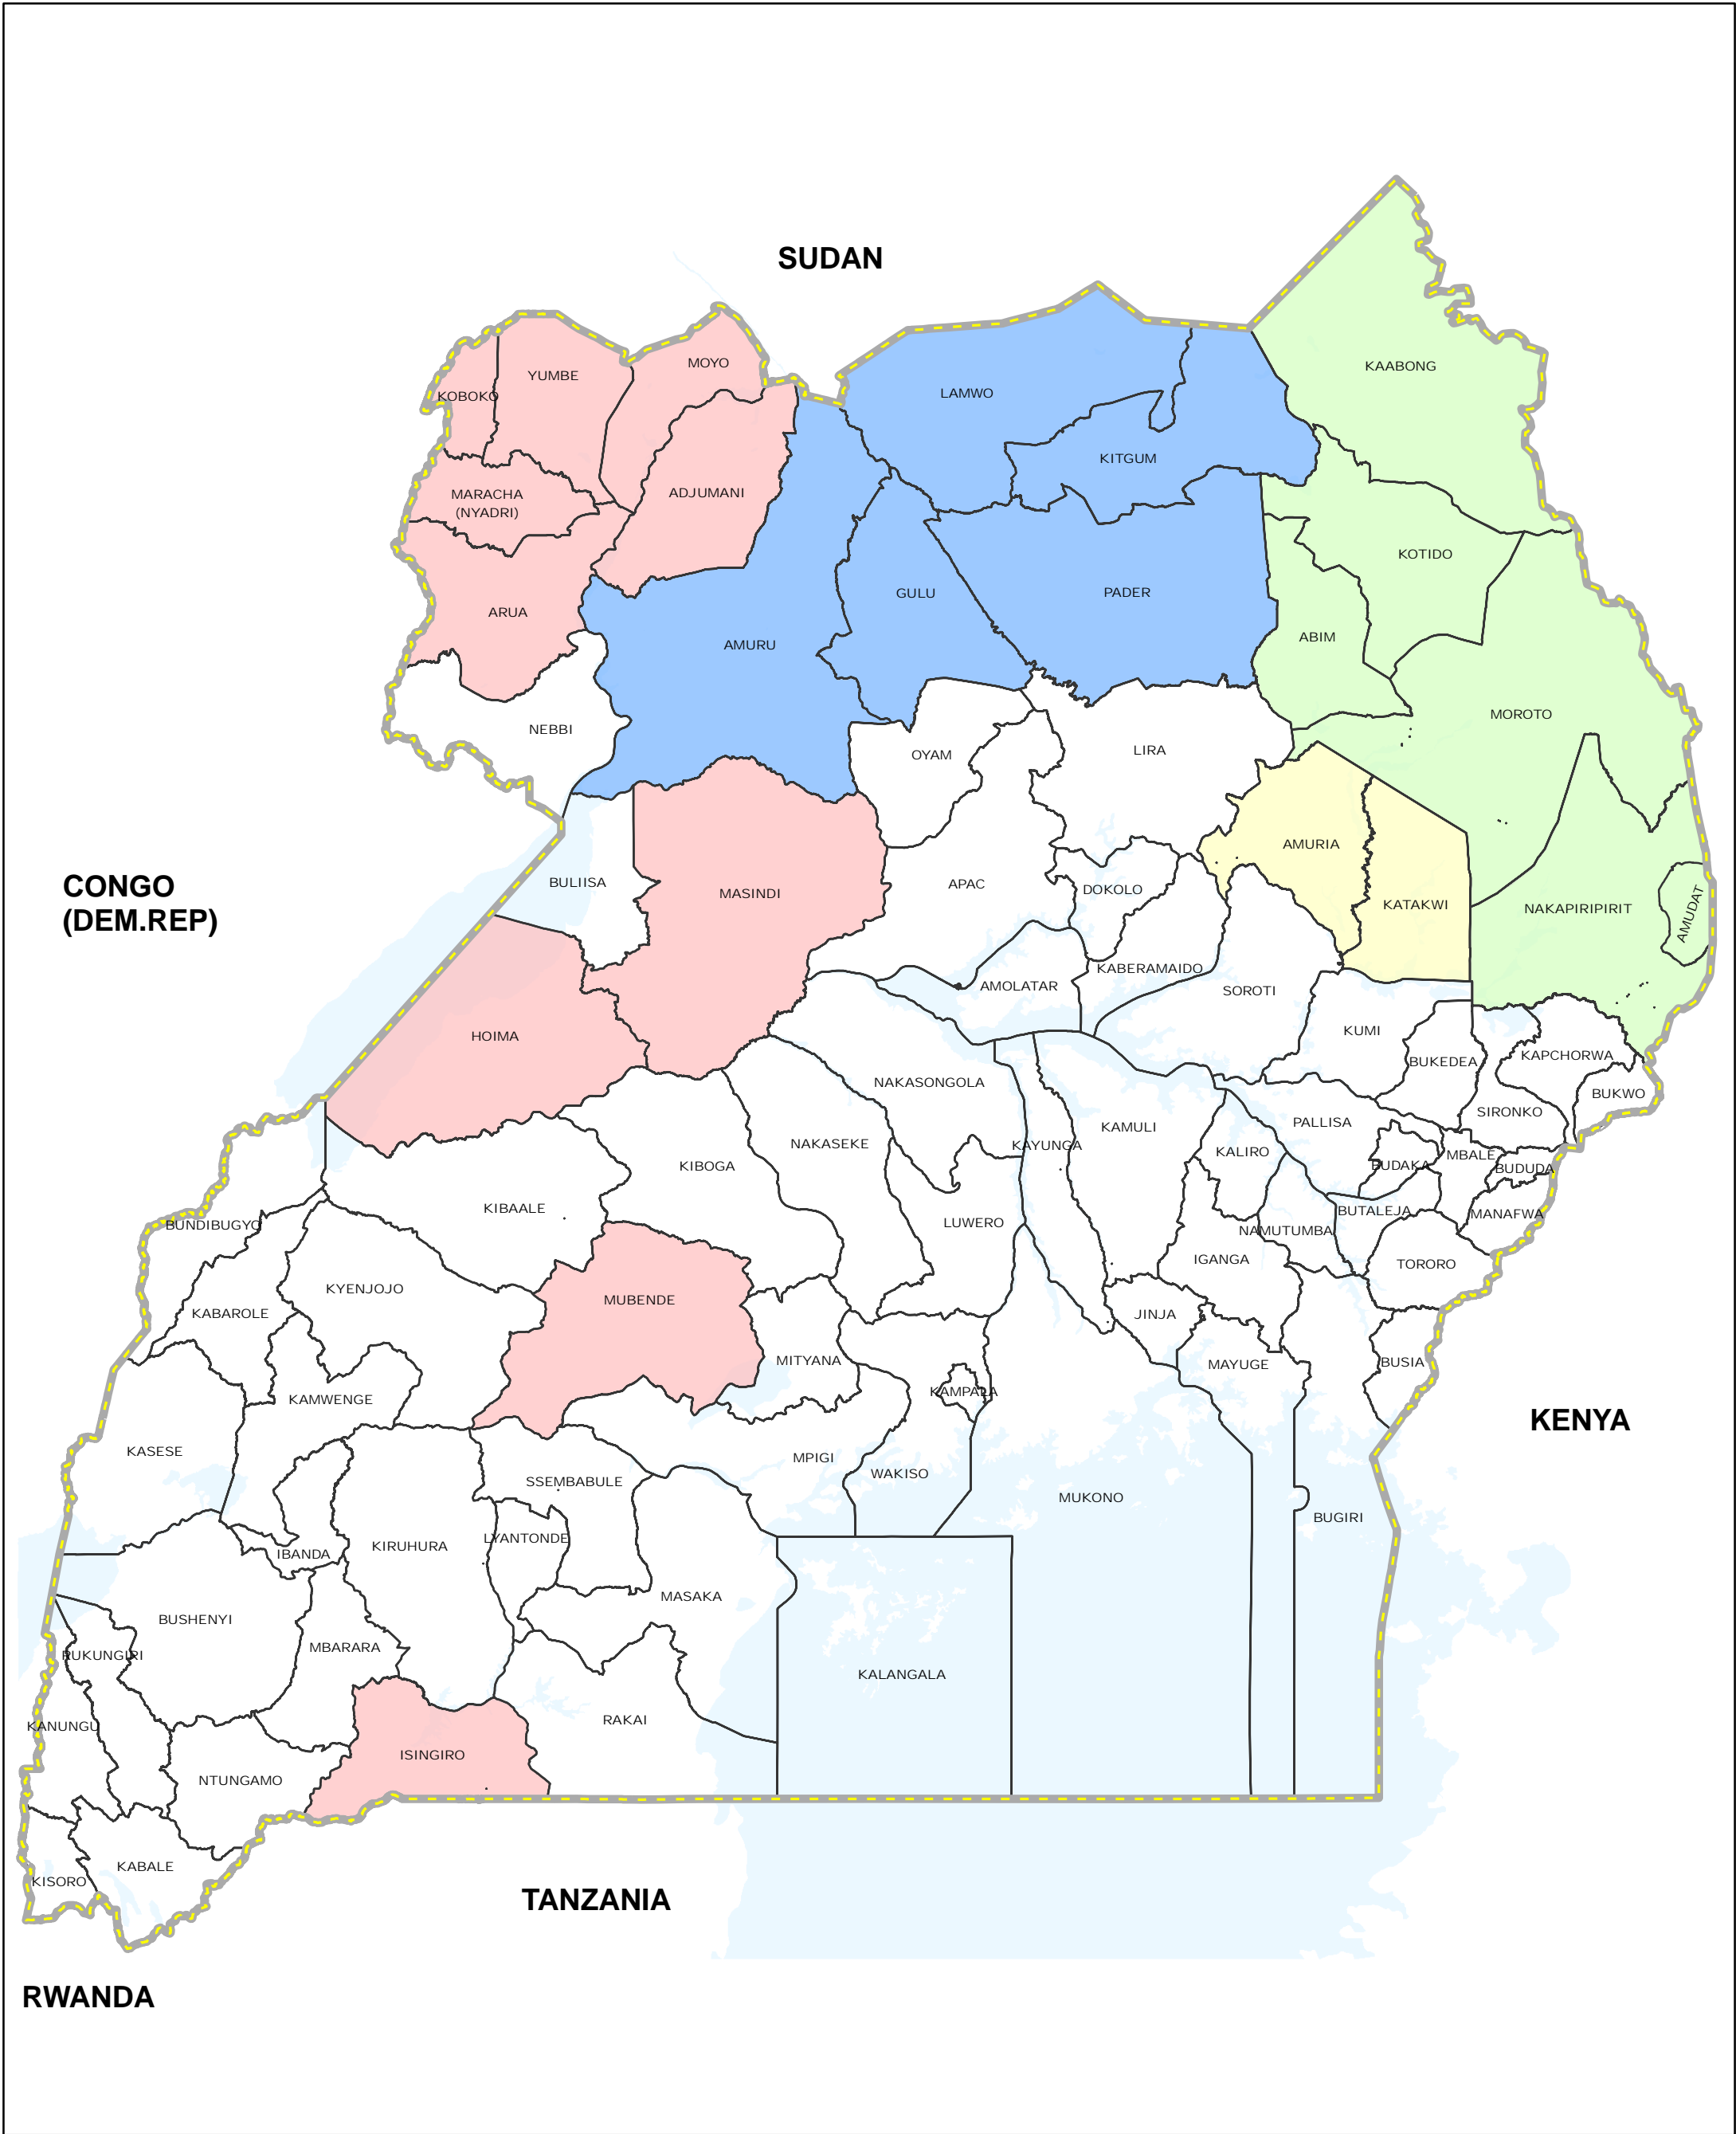 SUDAN
MOYO
KAABONG
YUMBE
KOBOKO
LAMWO
KITGUM
MARACHA
(NYADRI)
ADJUMANI
KOTIDO
GULU
PADER
ARUA
ABIM
AMURU
MOROTO
NEBBI
OYAM
LIRA
AMURIA
CONGO
(DEM.REP)
BULIISA
MASINDI
APAC
DOKOLO
KATAKWI
NAKAPIRIPIRIT
AMUDAT
KABERAMAIDO
AMOLATAR
SOROTI
HOIMA
KUMI
BUKEDEA
KAPCHORWA
NAKASONGOLA
BUKWO
SIRONKO
PALLISA
KAMULI
NAKASEKE
KAYUNGA
KALIRO
MBALE
KIBOGA
BUDAKA
BUDUDA
KIBAALE
BUTALEJA
MANAFWA
BUNDIBUGYO
LUWERO
NAMUTUMBA
IGANGA
TORORO
KYENJOJO
MUBENDE
KABAROLE
JINJA
MITYANA
MAYUGE
BUSIA
KAMWENGE
KAMPALA
KENYA
KASESE
MPIGI
WAKISO
SSEMBABULE
MUKONO
BUGIRI
LYANTONDE
KIRUHURA
IBANDA
MASAKA
BUSHENYI
MBARARA
RUKUNGIRI
KALANGALA
RAKAI
KANUNGU
ISINGIRO
NTUNGAMO
KABALE
KISORO
TANZANIA
RWANDA